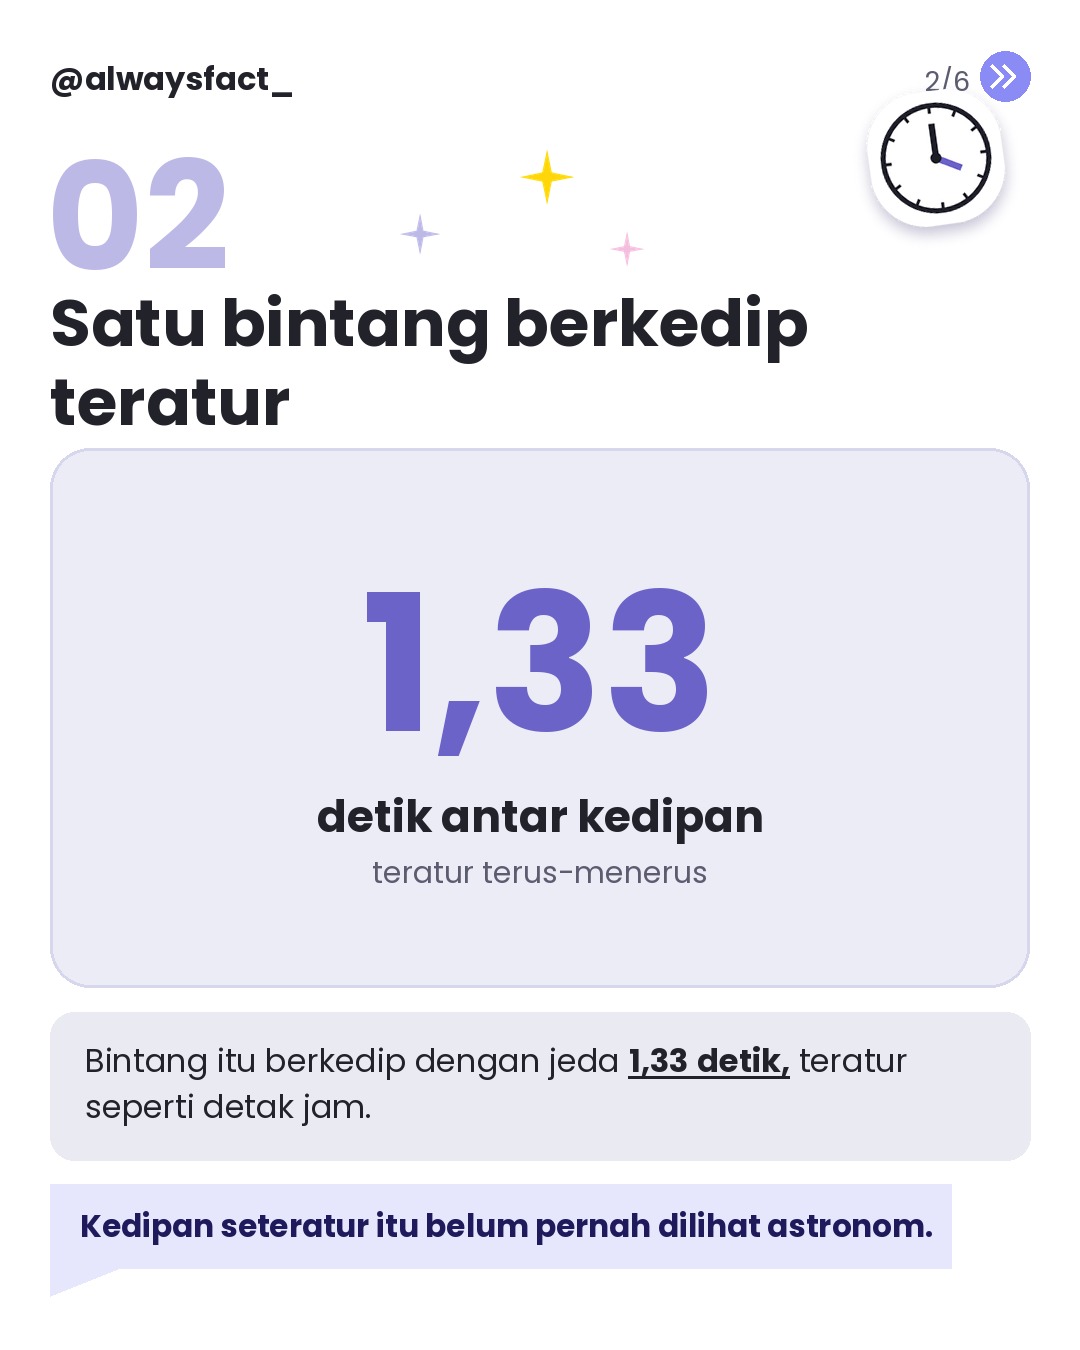 @alwaysfact_
2/6
02
Satu bintang berkedip
teratur
1,33
detik antar kedipan
teratur terus-menerus
Bintang itu berkedip dengan jeda 1,33 detik, teratur
seperti detak jam.
Kedipan seteratur itu belum pernah dilihat astronom.